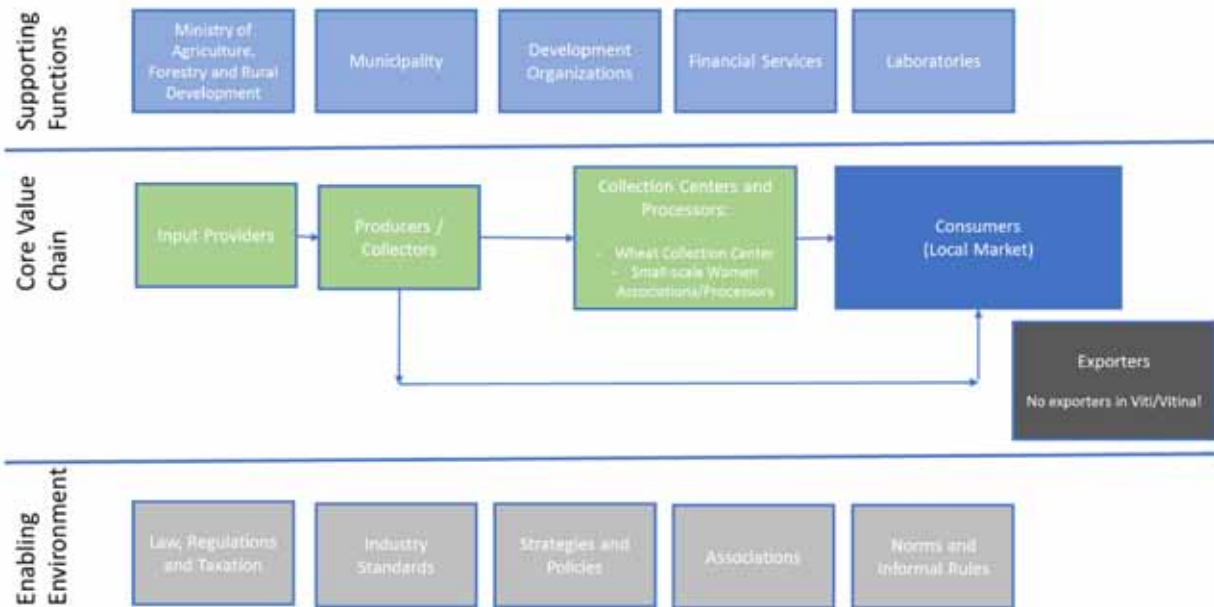 Supporting
Functions
Ministry of
Agriculture,
Forestry and Rural
Development
Municipality
Development
Organizations
Financial Services
Laboratories
Core Value
Chain
Input Providers
Producers /
Collectors
Collection Centers and
Processors:
- Wheat Collection Center
- Small-scale Women
Associations/Processors
Consumers
(Local Market)
Exporters
No exporters in Viti/Vitina!
Enabling
Environment
Law, Regulations
and Taxation
Industry
Standards
Strategies and
Policies
Associations
Norms and
Informal Rules